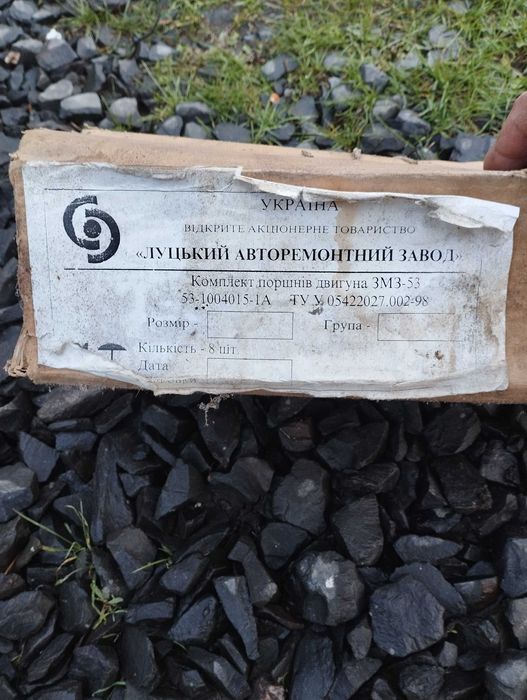 УКРАЇНА
ВІДКРИТЕ АКЦІОНЕРНЕ ТОВАРИСТВО
«ЛУЦЬКИЙ АВТОРЕМОНТНИЙ ЗАВОД»
Комплект поршнів двигуна ЗМЗ-53
53-1004015-1А ТУ У 05422027.002-98
Розмір - Група -
Кількість - 8 шт
Дата